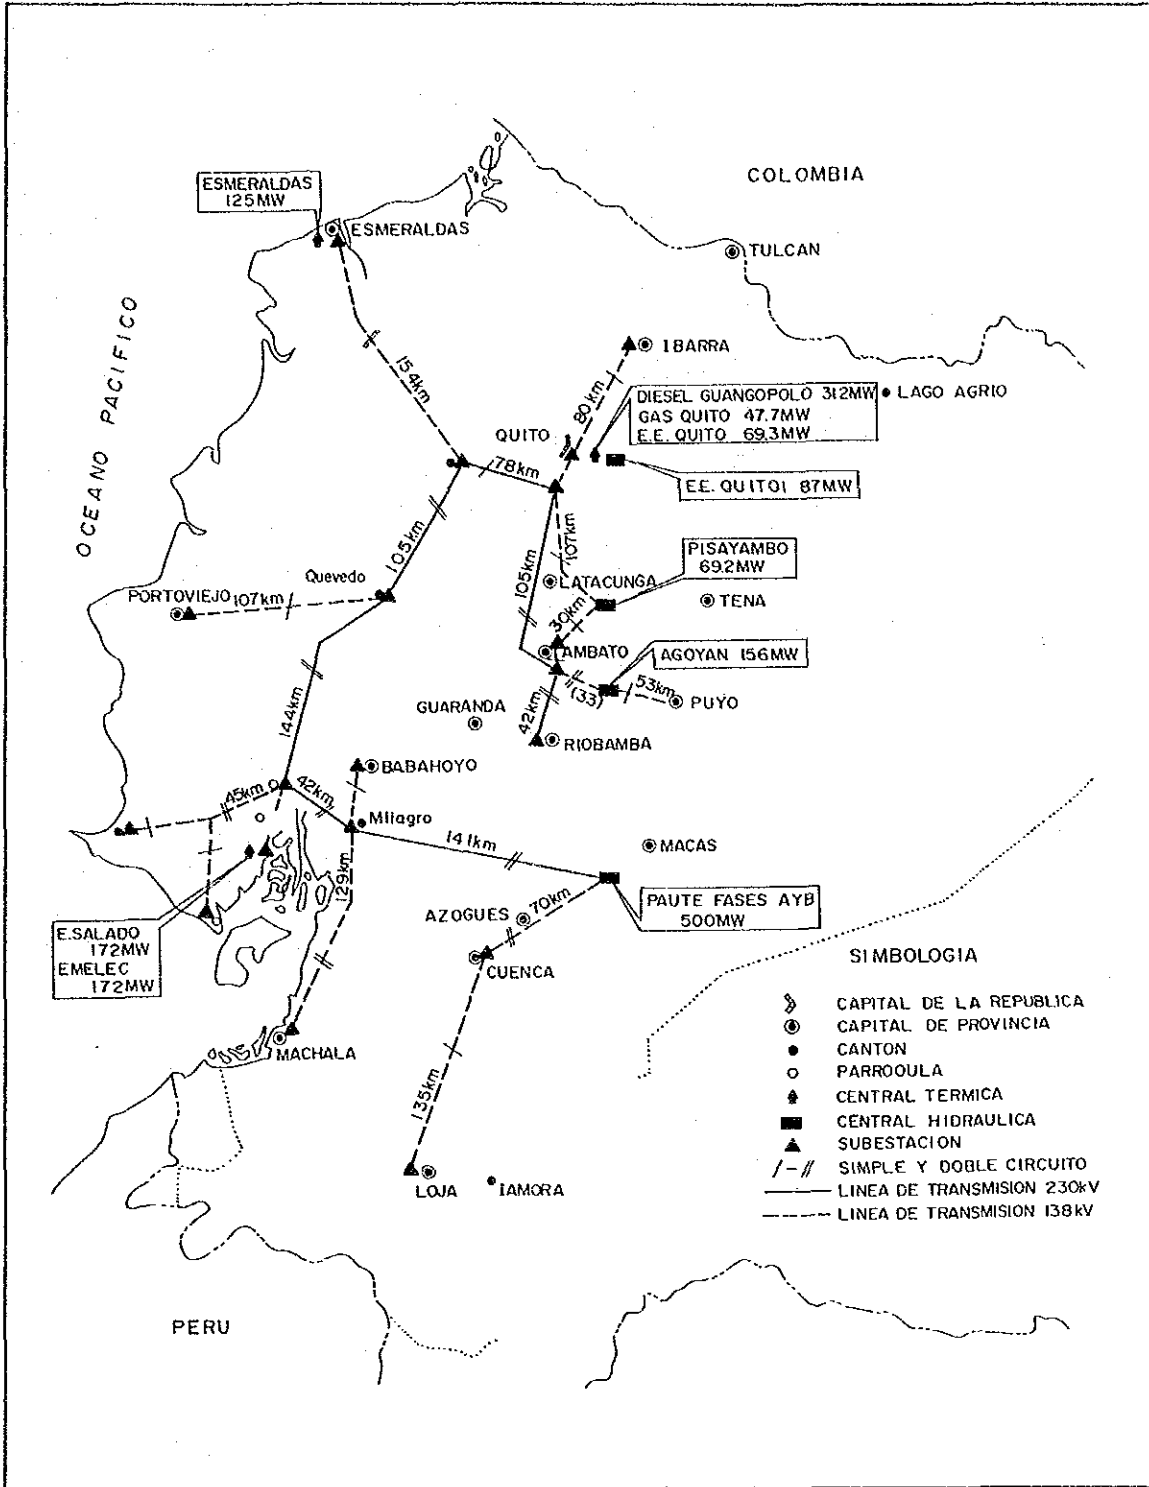 COLOMBIA
ESMERALDAS
125MW
ESMERALDAS
TULCAN
OCEANO PACIFICO
IBARRA
154km
80km
DIESEL GUANGOPOLO 312MW
GAS QUITO 47.7MW
E.E. QUITO 69.3MW
LAGO AGRIO
QUITO
78km
E.E. QUITOI 87MW
105km
107km
105km
PISAYAMBO
69.2MW
Quevedo
LATACUNGA
PORTOVIEJO
107km
TENA
30km
AMBATO
AGOYAN 156MW
(33)
53km
PUYO
GUARANDA
42km
RIOBAMBA
144km
BABAHOYO
45km
42km
Milagro
141km
MACAS
129km
PAUTE FASES AYB
500MW
AZOGUES
70km
E.SALADO
172MW
EMELEC
172MW
CUENCA
MACHALA
135km
LOJA
IAMORA
PERU
SIMBOLOGIA
CAPITAL DE LA REPUBLICA
CAPITAL DE PROVINCIA
CANTON
PARROQULA
CENTRAL TERMICA
CENTRAL HIDRAULICA
SUBESTACION
/-// SIMPLE Y DOBLE CIRCUITO
LINEA DE TRANSMISION 230kV
LINEA DE TRANSMISION 138kV